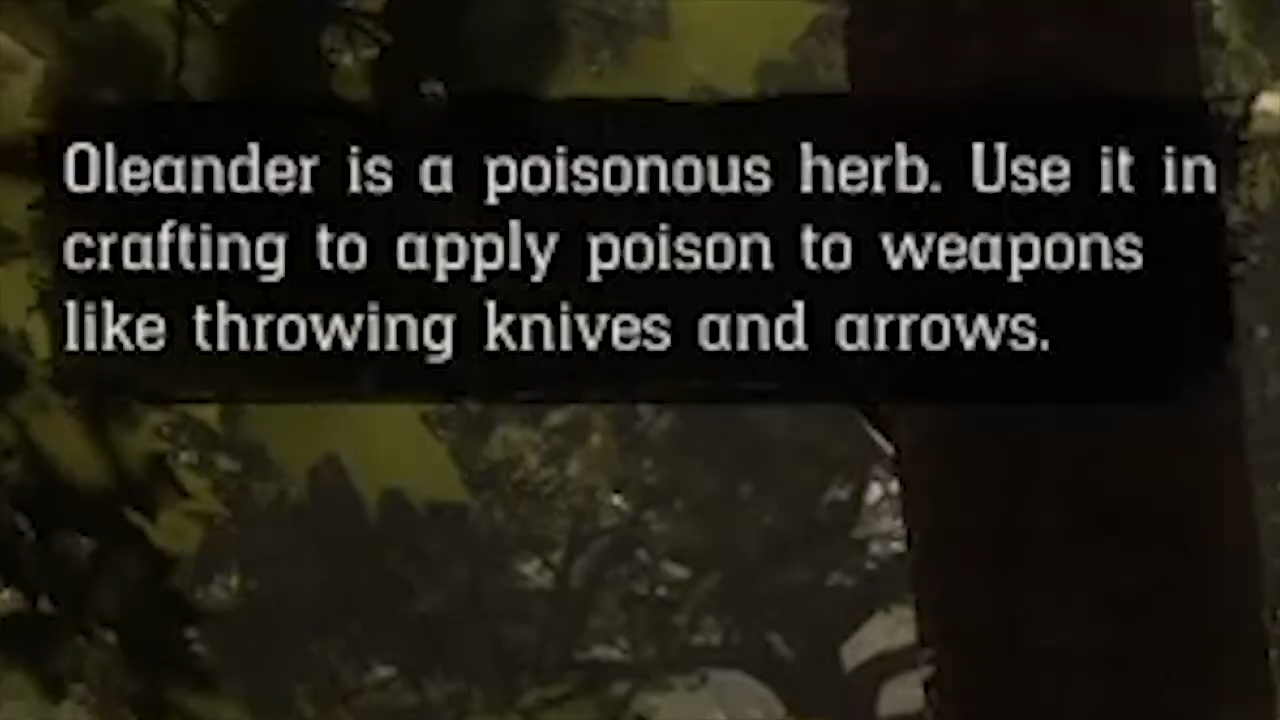 Oleander is a poisonous herb. Use it in
crafting to apply poison to weapons
like throwing knives and arrows.